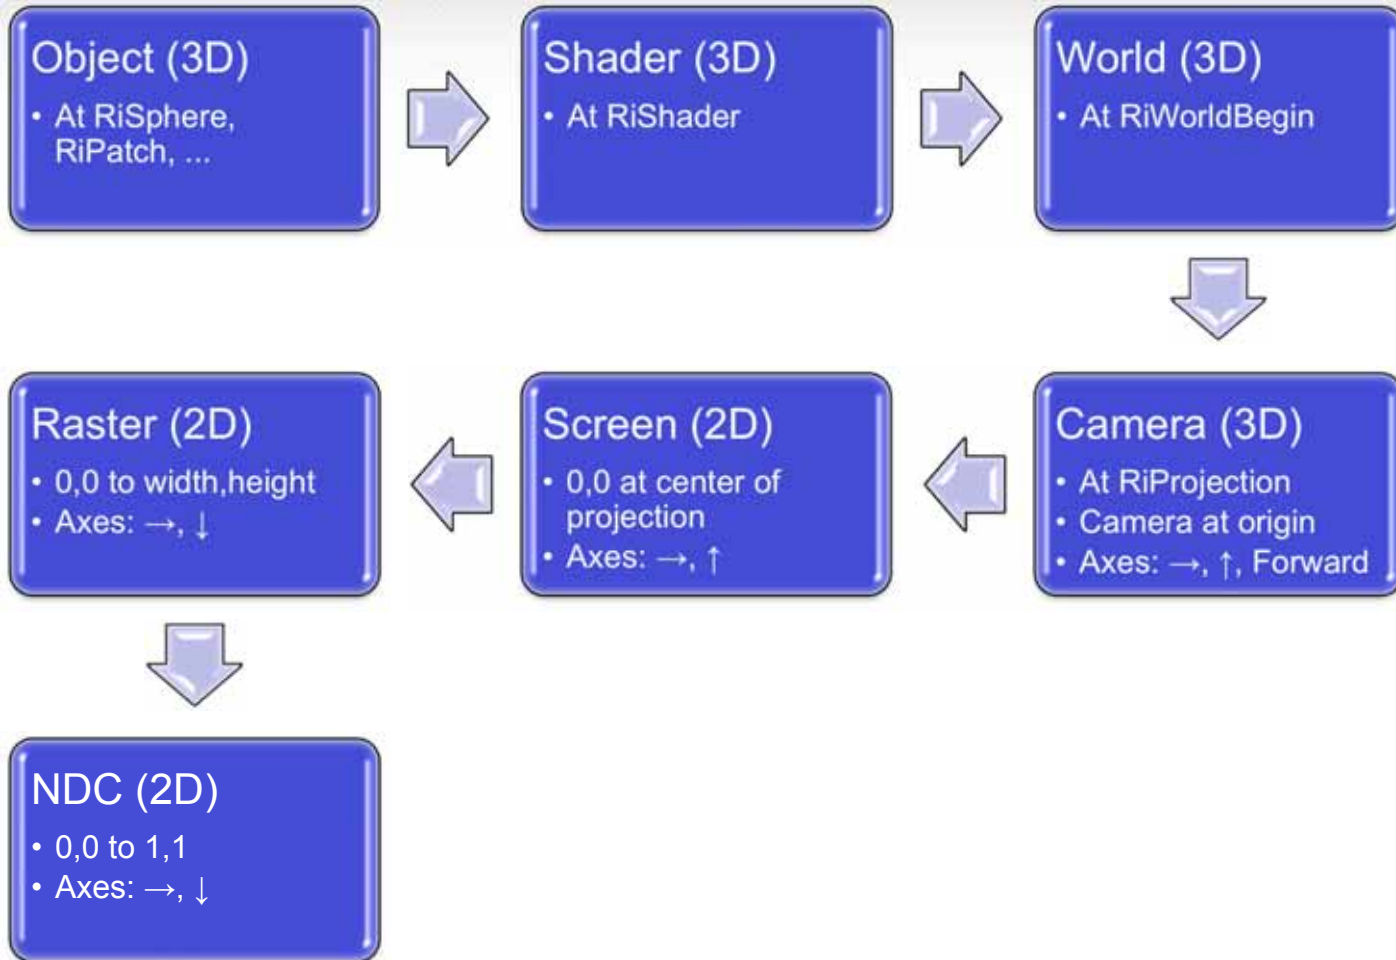 Object (3D)
• At RiSphere,
RiPatch, ...
Shader (3D)
• At RiShader
World (3D)
• At RiWorldBegin
Camera (3D)
• At RiProjection
• Camera at origin
• Axes: →, ↑, Forward
Screen (2D)
• 0,0 at center of
projection
• Axes: →, ↑
Raster (2D)
• 0,0 to width,height
• Axes: →, ↓
NDC (2D)
• 0,0 to 1,1
• Axes: →, ↓